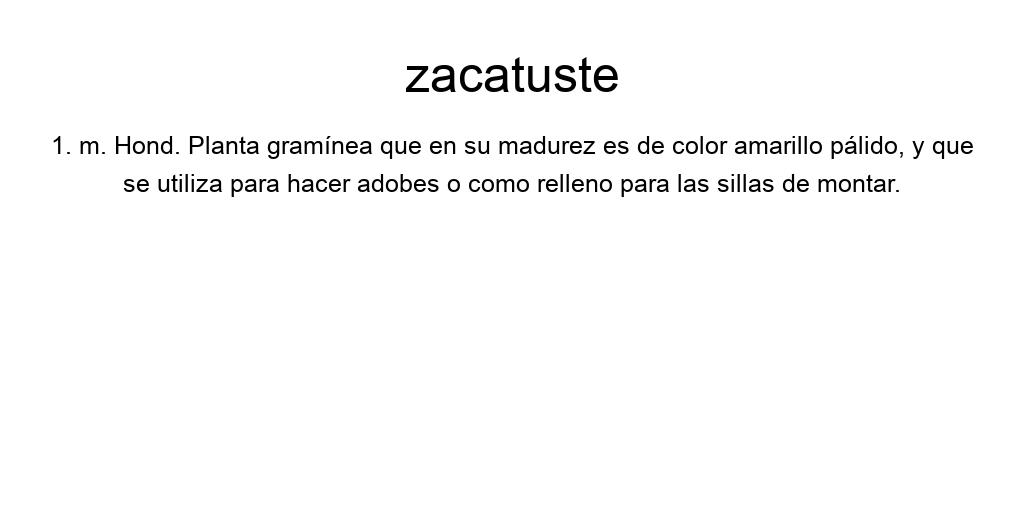 zacatuste
1. m. Hond. Planta gramínea que en su madurez es de color amarillo pálido, y que
se utiliza para hacer adobes o como relleno para las sillas de montar.